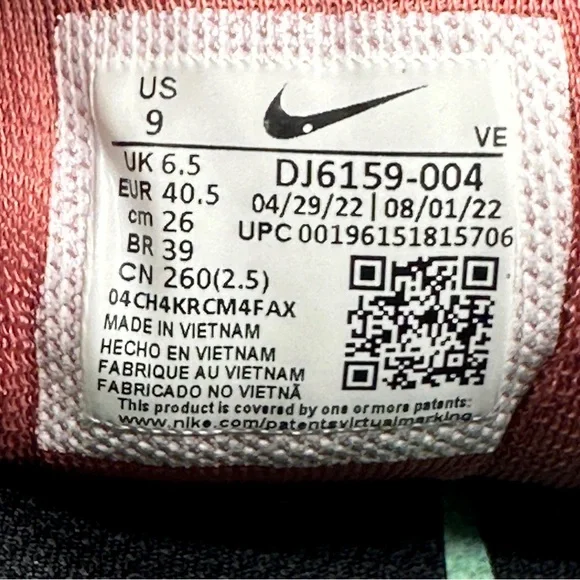 US
9
VE
UK 6.5
EUR 40.5
cm 26
BR 39
CN 260(2.5)
DJ6159-004
04/29/22|08/01/22
UPC 00196151815706
04CH4KRCM4FAX
MADE IN VIETNAM
HECHO EN VIETNAM
FABRIQUE AU VIETNAM
FABRICADO NO VIETNÃ
This product is covered by one or more patents:
www.nike.com/patentsvirtualmarking